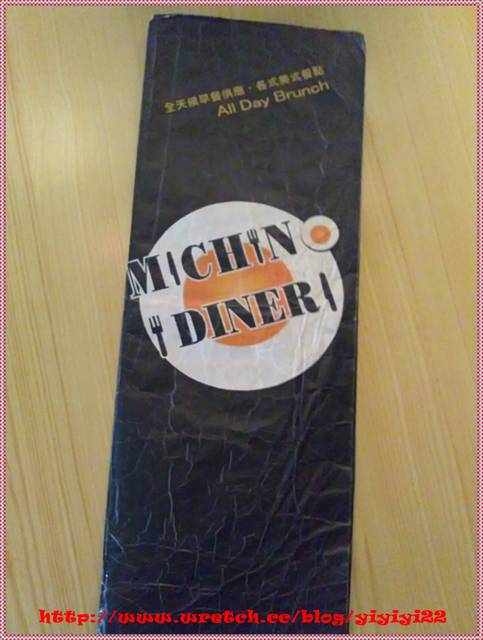 全天候早餐供應．各式美式餐點
All Day Brunch
MICHIN
DINER
http://www.wretch.cc/blog/yiyiyi22